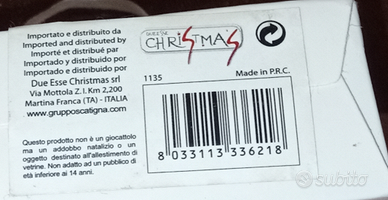 Importato e distribuito da
Imported and distributed by
Importé et distribué par
Importado y distribuido por
Importado e distribuido por
Due Esse Christmas srl
Via Mottola Z.I. Km 2,200
Martina Franca (TA) - ITALIA
www.grupposcatigna.com
CHRISTMAS
1135
Made in P.R.C.
Questo prodotto non è un giocattolo
ma un addobbo natalizio o un
oggetto destinato all'allestimento di
vetrine. Non adatto ad un pubblico di
età inferiore ai 14 anni.
8 033113 336218
subito